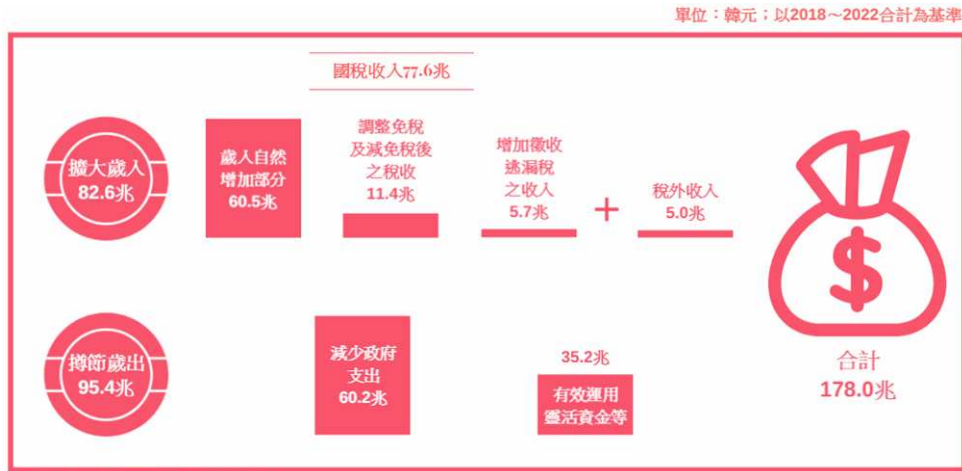 單位：韓元；以2018～2022合計為基準
國稅收入77.6兆
擴大歲入
82.6兆
歲入自然
增加部分
60.5兆
調整免稅
及減免稅後
之稅收
11.4兆
增加徵收
逃漏稅
之收入
5.7兆
+
稅外收入
5.0兆
撙節歲出
95.4兆
減少政府
支出
60.2兆
35.2兆
有效運用
靈活資金等
$
合計
178.0兆